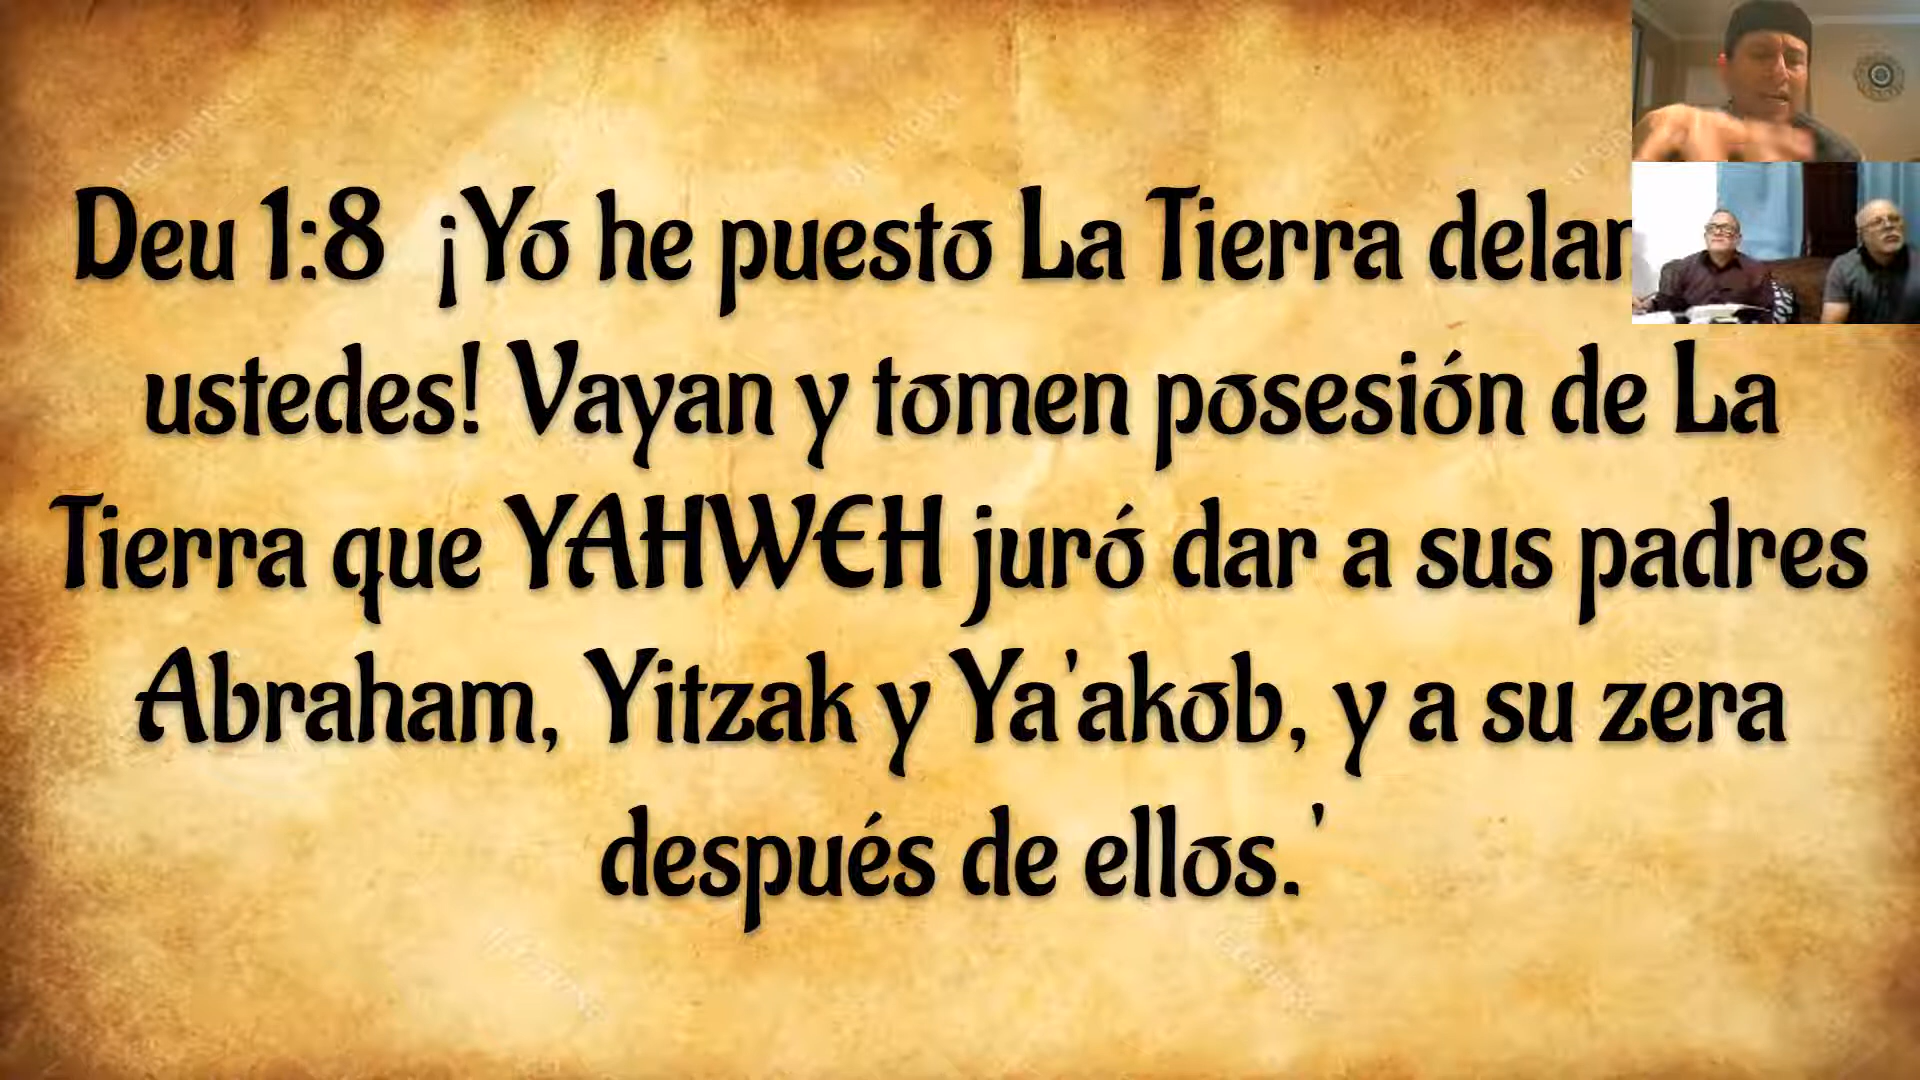 Deu 1:8 ¡Yo he puesto La Tierra
ustedes! Vayan y tomen posesión de La
Tierra que YAHWEH juró dar a sus padres
Abraham, Yitzak y Ya'akob, y a su zera
después de ellos.'